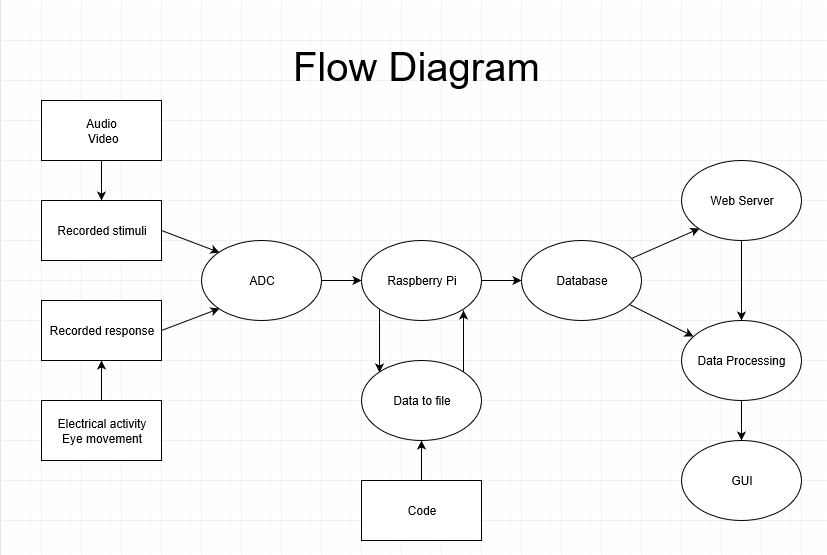 Flow Diagram
Audio
Video
Recorded stimuli
Recorded response
Electrical activity
Eye movement
ADC
Raspberry Pi
Data to file
Code
Database
Web Server
Data Processing
GUI